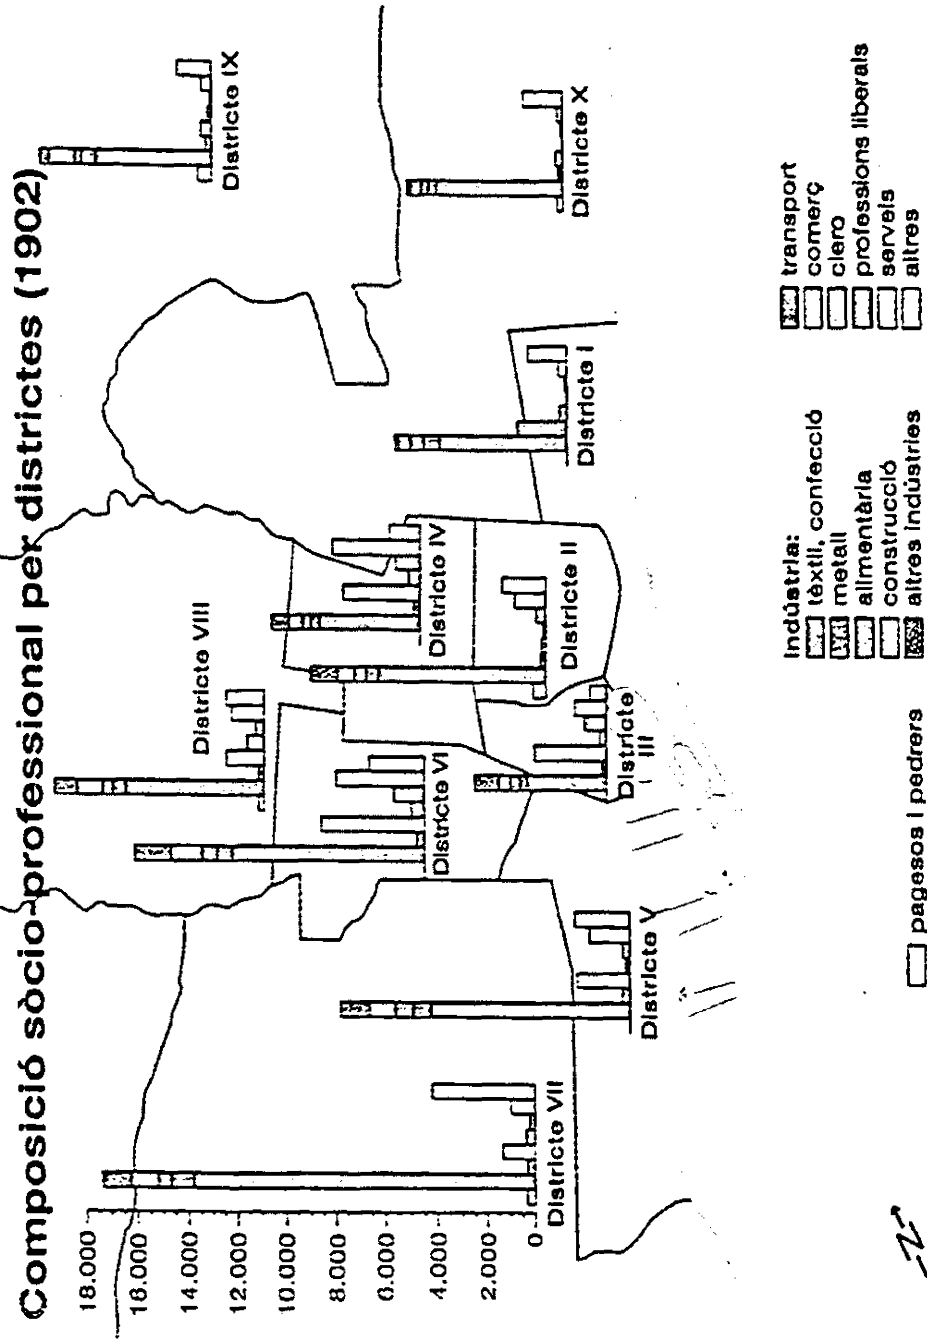 Composició sòcio-professional per districtes (1902)
18.000
16.000
14.000
12.000
10.000
8.000
6.000
4.000
2.000
0
Districte VII
Districte V
Districte VI
Districte VIII
Districte III
Districte IV
Districte II
Districte I
Districte IX
Districte X
pagesos i pedrers
Indústria:
tèxtil, confecció
metall
alimentària
construcció
altres indústries
transport
comerç
clero
professions liberals
serveis
altres
N